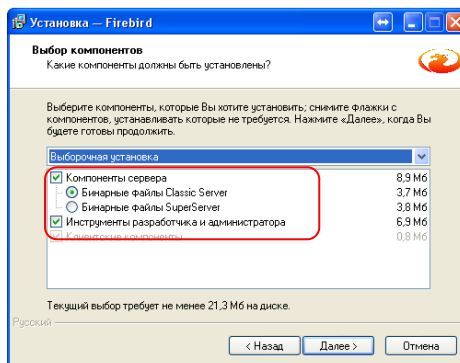 Установка — Firebird
Выбор компонентов
Какие компоненты должны быть установлены?
Выберите компоненты, которые Вы хотите установить; снимите флажки с
компонентов, устанавливать которые не требуется. Нажмите «Далее», когда Вы
будете готовы продолжить.
Выборочная установка
Компоненты сервера 8,9 Мб
Бинарные файлы Classic Server 3,7 Мб
Бинарные файлы SuperServer 3,8 Мб
Инструменты разработчика и администратора 6,9 Мб
Клиентские компоненты 0,8 Мб
Текущий выбор требует не менее 21,3 Мб на диске.
Русский
< Назад Далее > Отмена